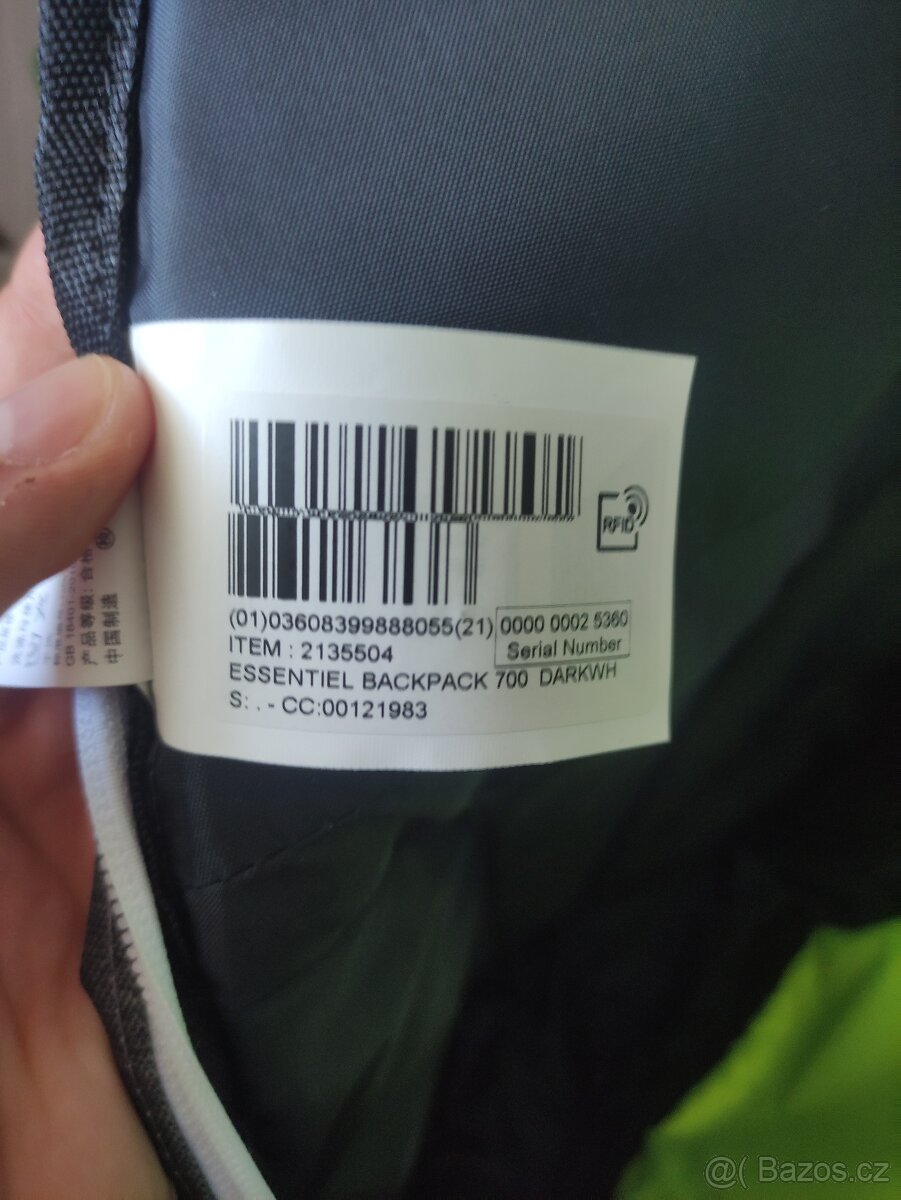 RFID
(01)03608399888055(21) 0000 0002 5360
Serial Number
ITEM : 2135504
ESSENTIEL BACKPACK 700 DARKWH
S: . - CC:00121983
产品等级: 合格
中国制造
@( Bazos.cz